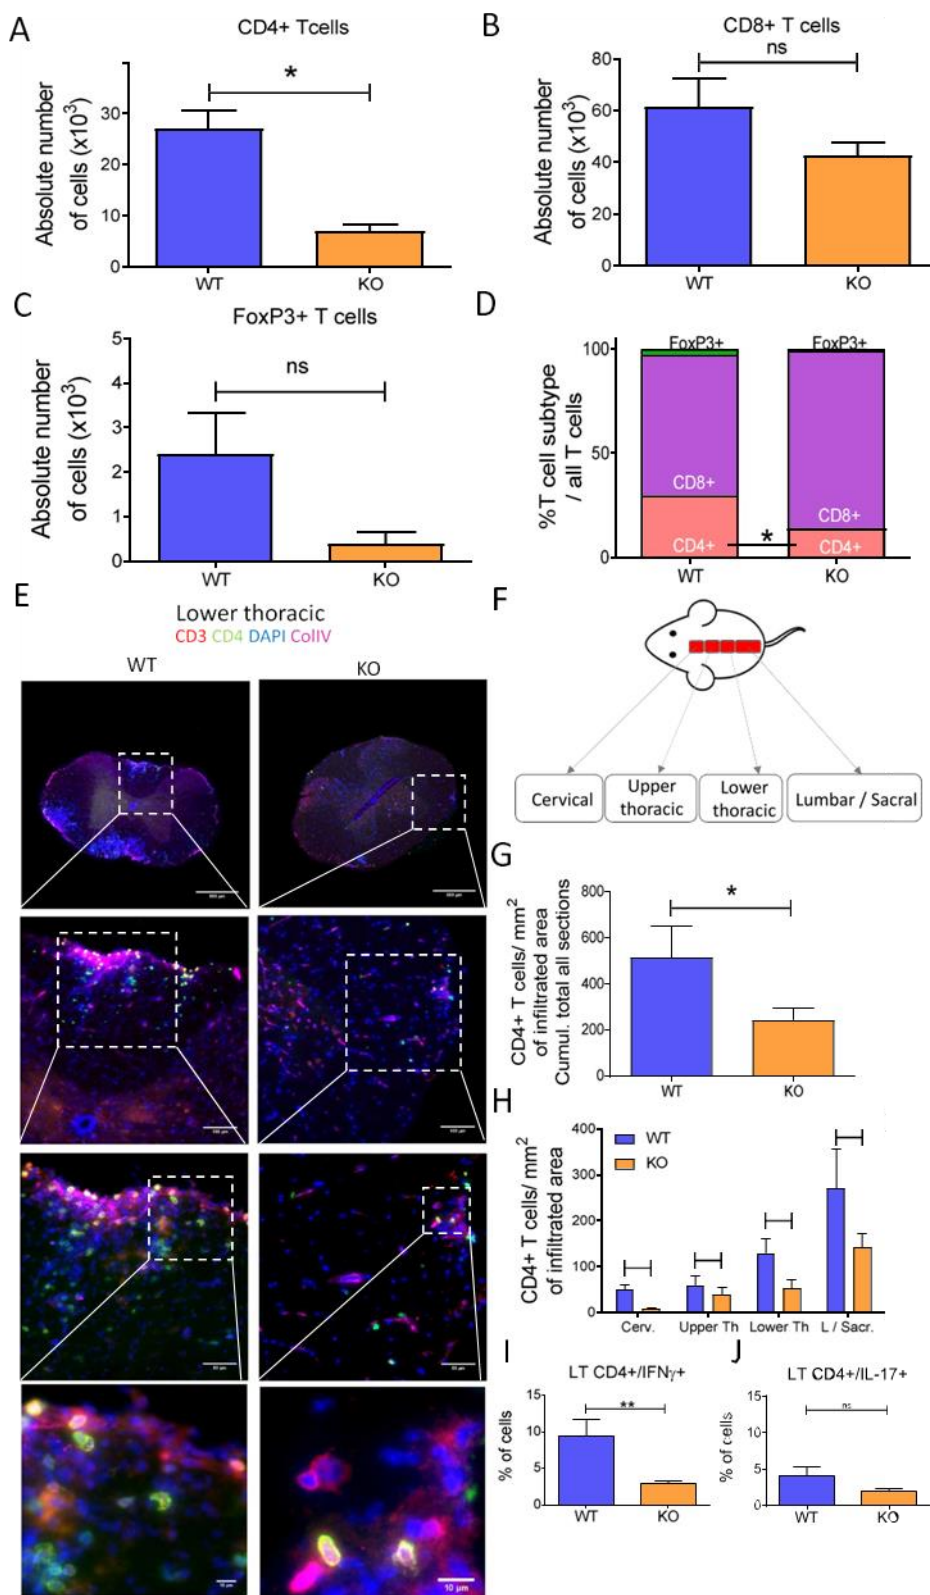 A
CD4+ Tcells
Absolute number
of cells (x10³)
30
20
10
0
*
WT
KO
B
CD8+ T cells
ns
Absolute number
of cells (x10³)
80
60
40
20
0
WT
KO
C
FoxP3+ T cells
ns
Absolute number
of cells (x10³)
5
4
3
2
1
0
WT
KO
D
%T cell subtype
/ all T cells
100
50
0
FoxP3+
FoxP3+
CD8+
CD8+
CD4+
*
CD4+
WT
KO
E
Lower thoracic
CD3 CD4 DAPI ColIV
WT
KO
10 µm
F
Cervical
Upper
thoracic
Lower
thoracic
Lumbar / Sacral
G
CD4+ T cells/ mm²
of infiltrated area
Cumul. total all sections
800
600
400
200
0
*
WT
KO
H
CD4+ T cells/ mm²
of infiltrated area
400
300
200
100
0
WT
KO
Cerv.
Upper Th
Lower Th
L / Sacr.
I
LT CD4+/IFNγ+
% of cells
15
10
5
0
**
WT
KO
J
LT CD4+/IL-17+
% of cells
15
10
5
0
ns
WT
KO